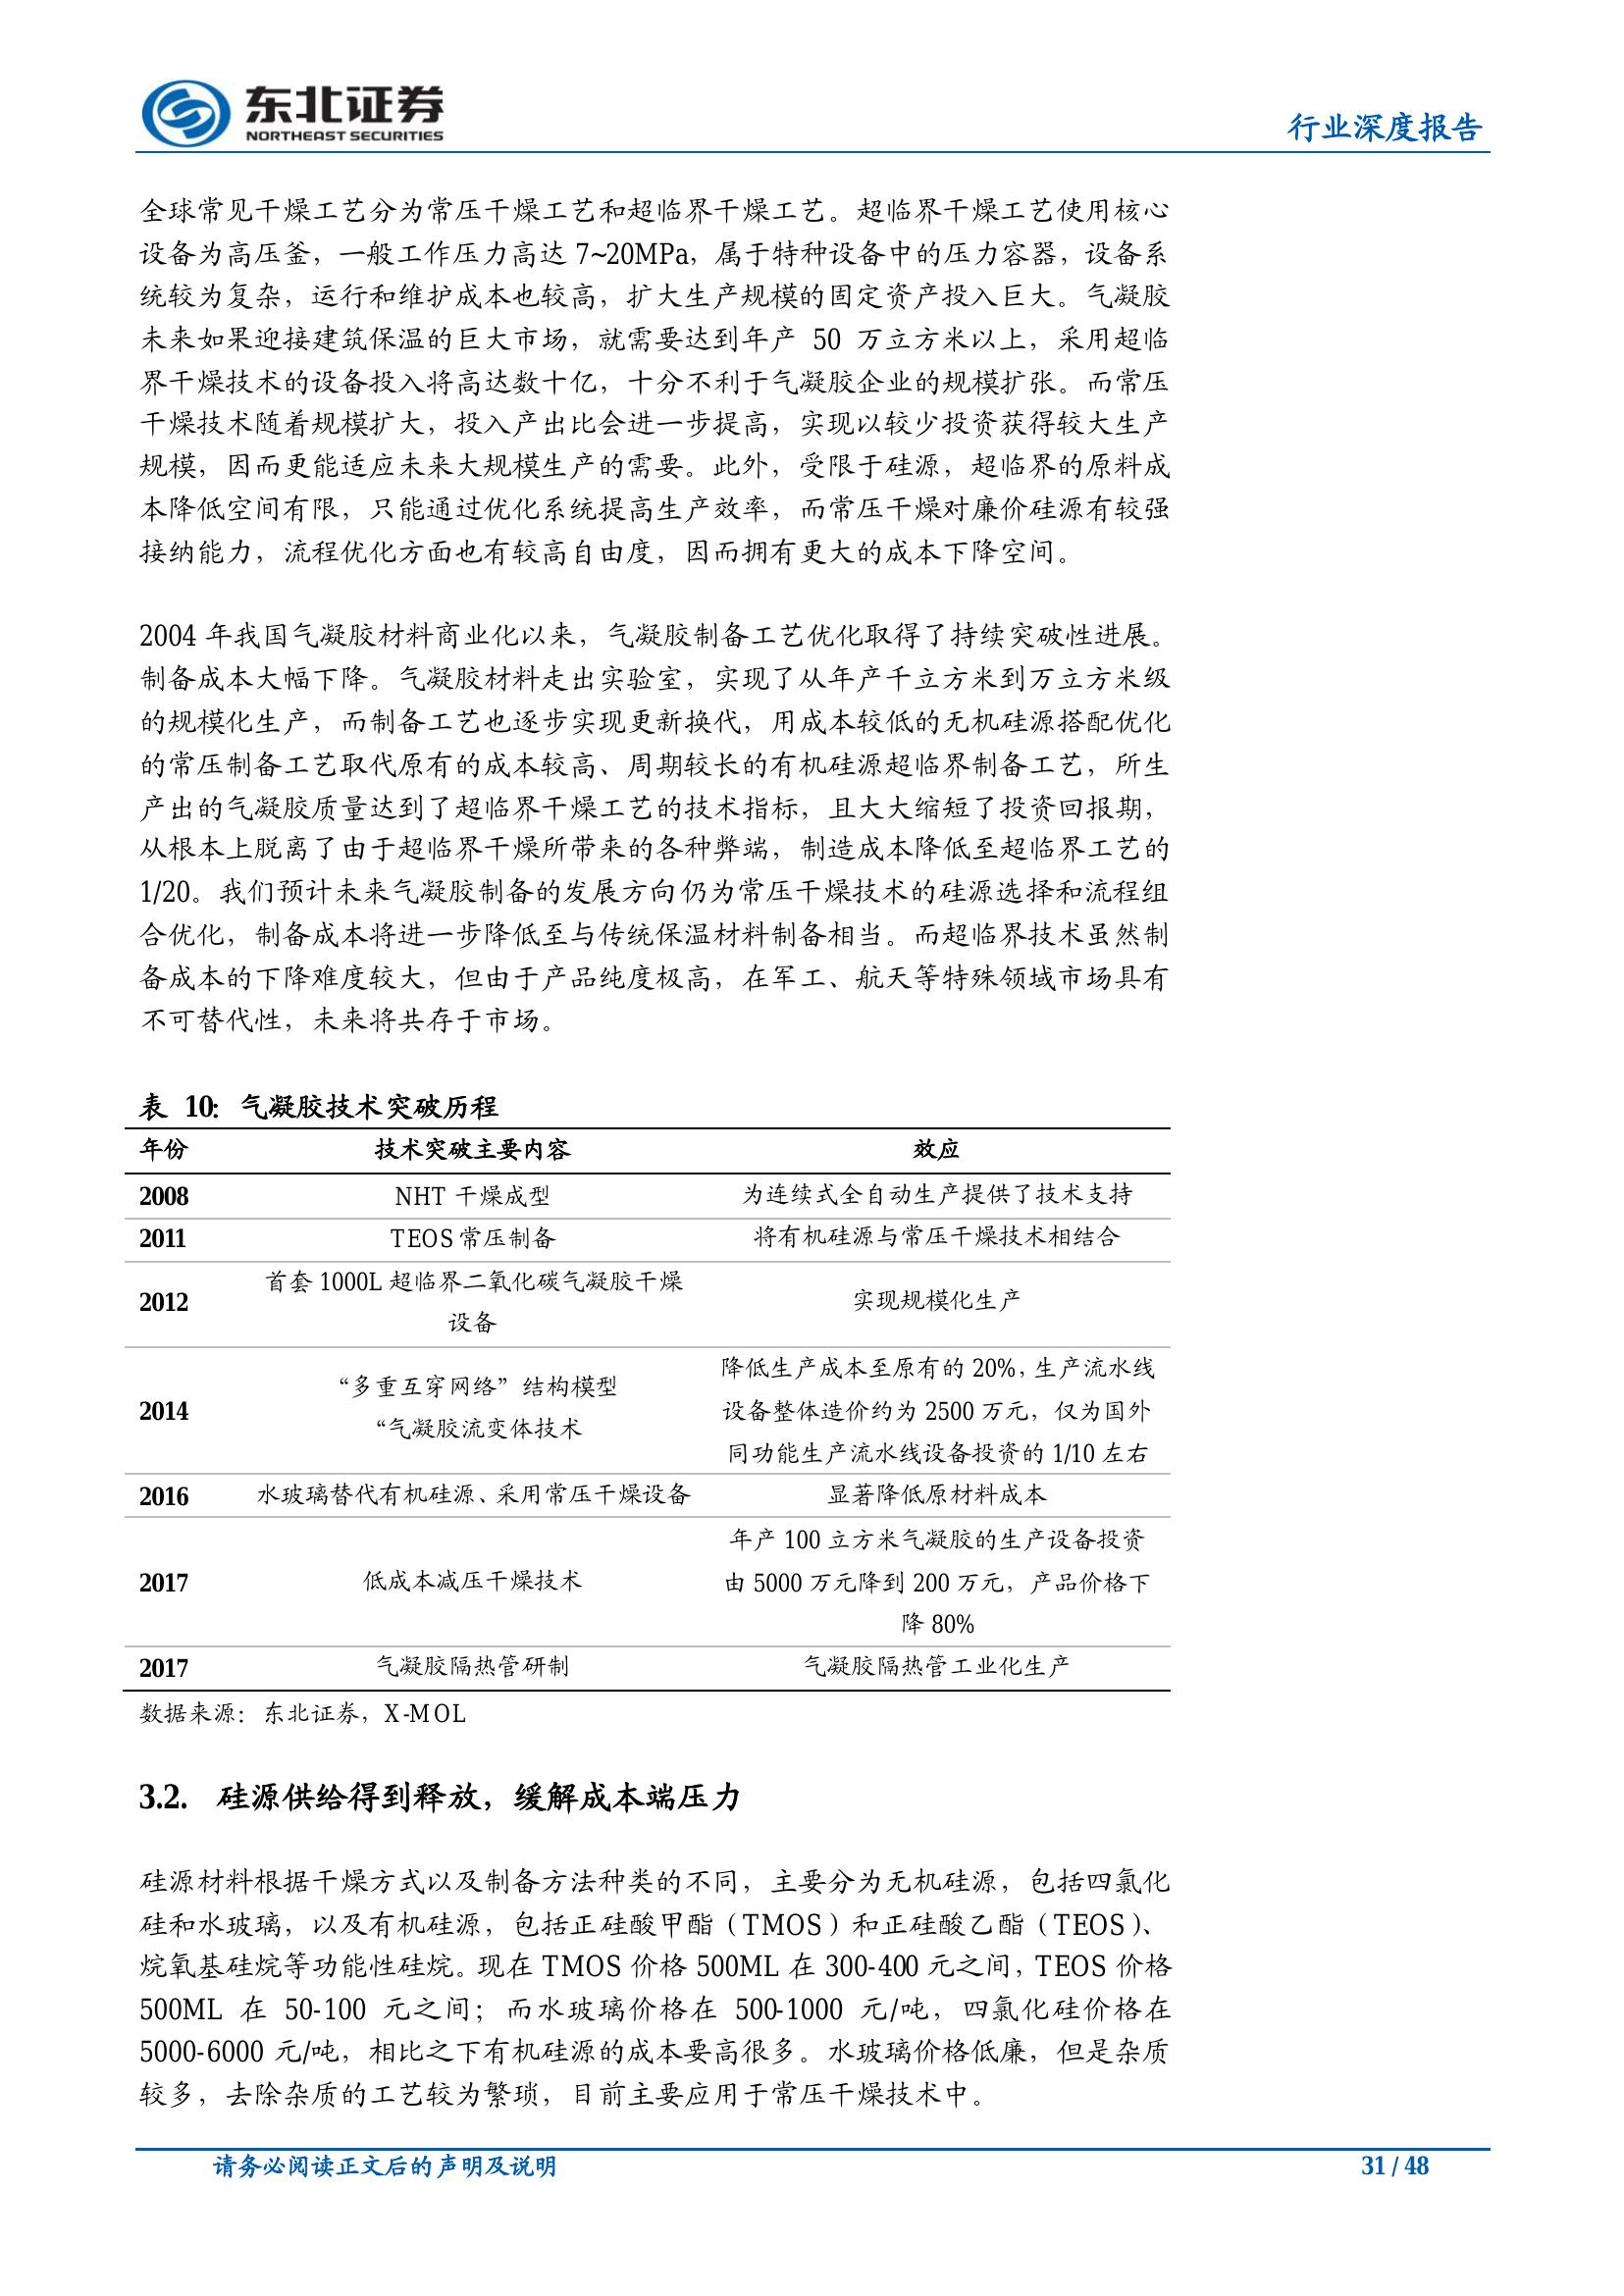 东北证券
NORTHEAST SECURITIES
行业深度报告
全球常见干燥工艺分为常压干燥工艺和超临界干燥工艺。超临界干燥工艺使用核心
设备为高压釜，一般工作压力高达 7~20MPa，属于特种设备中的压力容器，设备系
统较为复杂，运行和维护成本也较高，扩大生产规模的固定资产投入巨大。气凝胶
未来如果迎接建筑保温的巨大市场，就需要达到年产 50 万立方米以上，采用超临
界干燥技术的设备投入将高达数十亿，十分不利于气凝胶企业的规模扩张。而常压
干燥技术随着规模扩大，投入产出比会进一步提高，实现以较少投资获得较大生产
规模，因而更能适应未来大规模生产的需要。此外，受限于硅源，超临界的原料成
本降低空间有限，只能通过优化系统提高生产效率，而常压干燥对廉价硅源有较强
接纳能力，流程优化方面也有较高自由度，因而拥有更大的成本下降空间。
2004 年我国气凝胶材料商业化以来，气凝胶制备工艺优化取得了持续突破性进展。
制备成本大幅下降。气凝胶材料走出实验室，实现了从年产千立方米到万立方米级
的规模化生产，而制备工艺也逐步实现更新换代，用成本较低的无机硅源搭配优化
的常压制备工艺取代原有的成本较高、周期较长的有机硅源超临界制备工艺，所生
产出的气凝胶质量达到了超临界干燥工艺的技术指标，且大大缩短了投资回报期，
从根本上脱离了由于超临界干燥所带来的各种弊端，制造成本降低至超临界工艺的
1/20。我们预计未来气凝胶制备的发展方向仍为常压干燥技术的硅源选择和流程组
合优化，制备成本将进一步降低至与传统保温材料制备相当。而超临界技术虽然制
备成本的下降难度较大，但由于产品纯度极高，在军工、航天等特殊领域市场具有
不可替代性，未来将共存于市场。
表 10：气凝胶技术突破历程
年份 技术突破主要内容 效应
2008 NHT 干燥成型 为连续式全自动生产提供了技术支持
2011 TEOS 常压制备 将有机硅源与常压干燥技术相结合
首套 1000L 超临界二氧化碳气凝胶干燥
2012 设备 实现规模化生产
降低生产成本至原有的 20%，生产流水线
“多重互穿网络”结构模型
2014 设备整体造价约为 2500 万元，仅为国外
“气凝胶流变体技术
同功能生产流水线设备投资的 1/10 左右
2016 水玻璃替代有机硅源、采用常压干燥设备 显著降低原材料成本
年产 100 立方米气凝胶的生产设备投资
2017 低成本减压干燥技术 由 5000 万元降到 200 万元，产品价格下
降 80%
2017 气凝胶隔热管研制 气凝胶隔热管工业化生产
数据来源：东北证券，X-MOL
3.2. 硅源供给得到释放，缓解成本端压力
硅源材料根据干燥方式以及制备方法种类的不同，主要分为无机硅源，包括四氯化
硅和水玻璃，以及有机硅源，包括正硅酸甲酯（TMOS）和正硅酸乙酯（TEOS）、
烷氧基硅烷等功能性硅烷。现在 TMOS 价格 500ML 在 300-400 元之间，TEOS 价格
500ML 在 50-100 元之间；而水玻璃价格在 500-1000 元/吨，四氯化硅价格在
5000-6000 元/吨，相比之下有机硅源的成本要高很多。水玻璃价格低廉，但是杂质
较多，去除杂质的工艺较为繁琐，目前主要应用于常压干燥技术中。
请务必阅读正文后的声明及说明
31 / 48